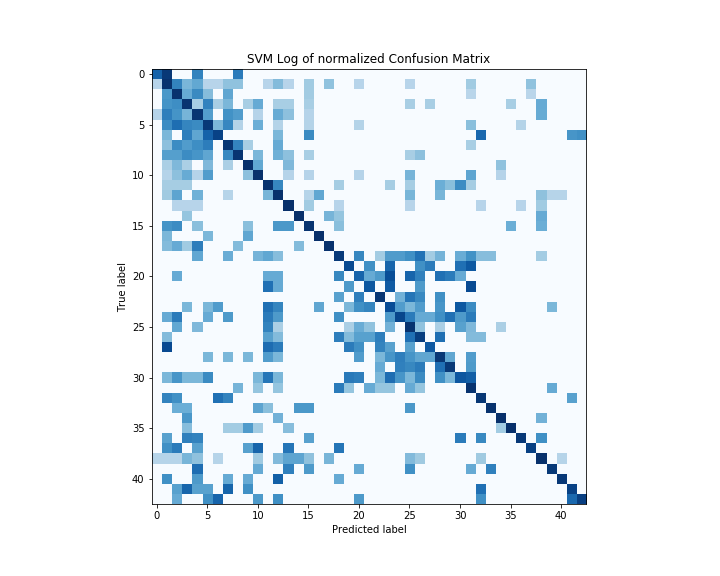 SVM Log of normalized Confusion Matrix
0
5
10
15
20
25
30
35
40
True label
0 5 10 15 20 25 30 35 40
Predicted label